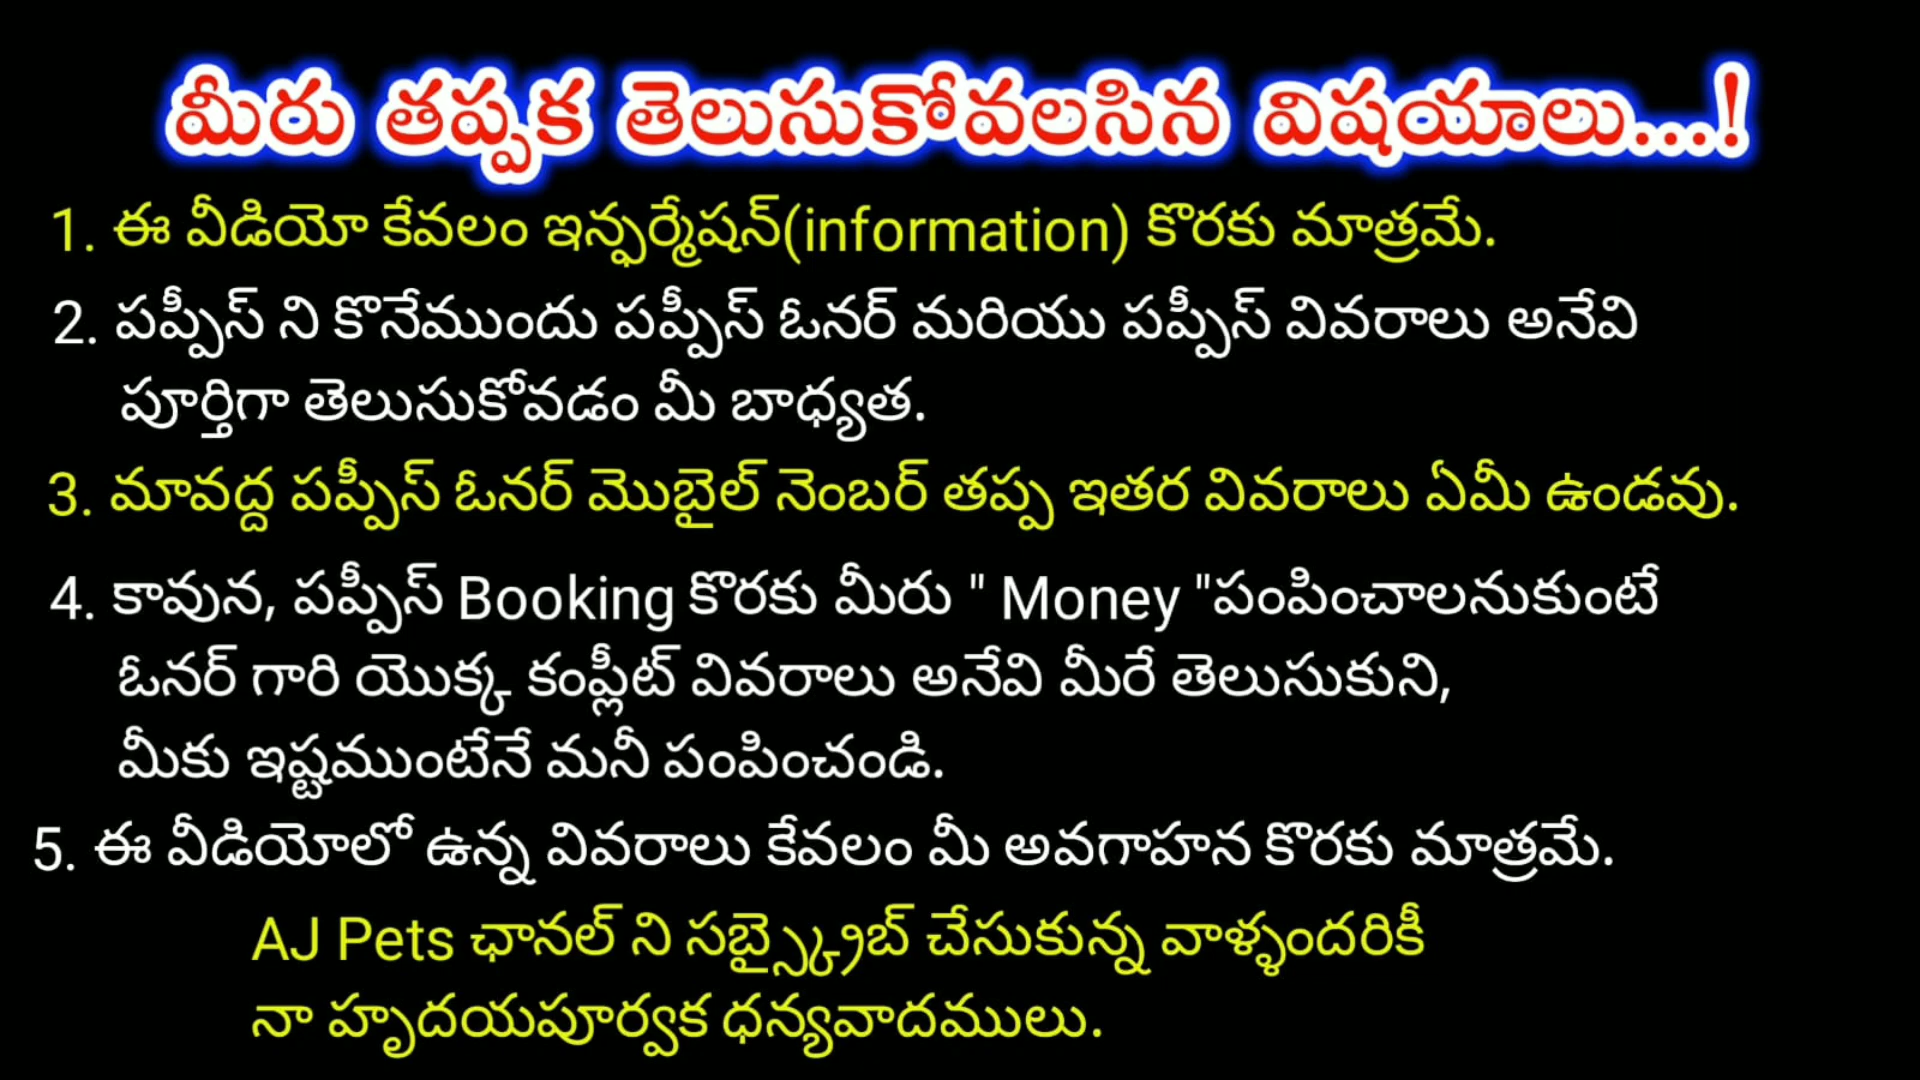 మీరు తప్పక తెలుసుకోవలసిన విషయాలు...!
1. ఈ వీడియో కేవలం ఇన్ఫర్మేషన్(information) కొరకు మాత్రమే.
2. పప్పీస్ ని కొనేముందు పప్పీస్ ఓనర్ మరియు పప్పీస్ వివరాలు అనేవి
పూర్తిగా తెలుసుకోవడం మీ బాధ్యత.
3. మావద్ద పప్పీస్ ఓనర్ మొబైల్ నెంబర్ తప్ప ఇతర వివరాలు ఏమీ ఉండవు.
4. కావున, పప్పీస్ Booking కొరకు మీరు " Money "పంపించాలనుకుంటే
ఓనర్ గారి యొక్క కంప్లీట్ వివరాలు అనేవి మీరే తెలుసుకుని,
మీకు ఇష్టముంటేనే మనీ పంపించండి.
5. ఈ వీడియోలో ఉన్న వివరాలు కేవలం మీ అవగాహన కొరకు మాత్రమే.
AJ Pets ఛానల్ ని సబ్స్క్రైబ్ చేసుకున్న వాళ్ళందరికీ
నా హృదయపూర్వక ధన్యవాదములు.